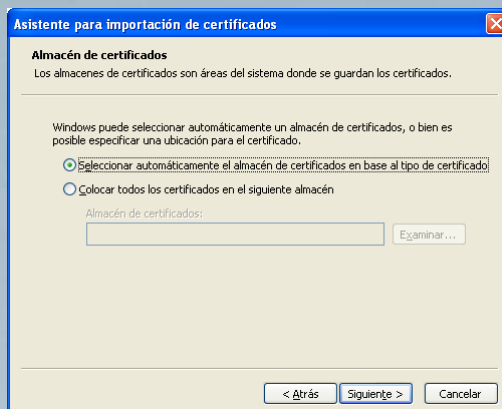 Asistente para importación de certificados
Almacén de certificados
Los almacenes de certificados son áreas del sistema donde se guardan los certificados.
Windows puede seleccionar automáticamente un almacén de certificados, o bien es
posible especificar una ubicación para el certificado.
Seleccionar automáticamente el almacén de certificados en base al tipo de certificado
Colocar todos los certificados en el siguiente almacén
Almacén de certificados:
Examinar...
< Atrás Siguiente > Cancelar